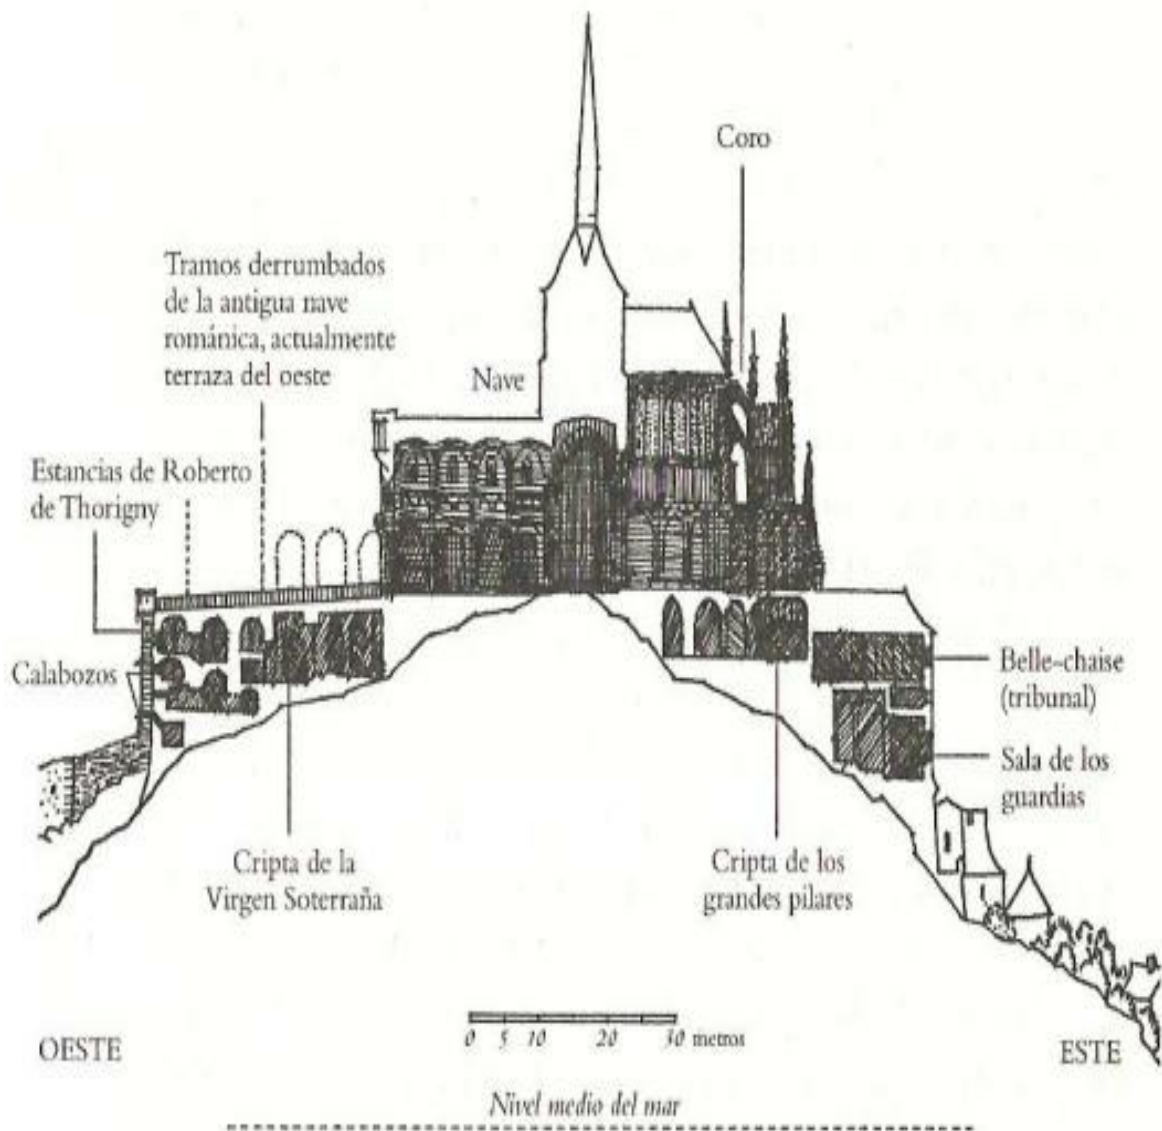 Coro
Tramos derrumbados
de la antigua nave
románica, actualmente
terraza del oeste
Nave
Estancias de Roberto
de Thorigny
Calabozos
Belle-chaise
(tribunal)
Sala de los
guardias
Cripta de la
Virgen Soterraña
Cripta de los
grandes pilares
0 5 10 20 30 metros
OESTE
ESTE
Nivel medio del mar